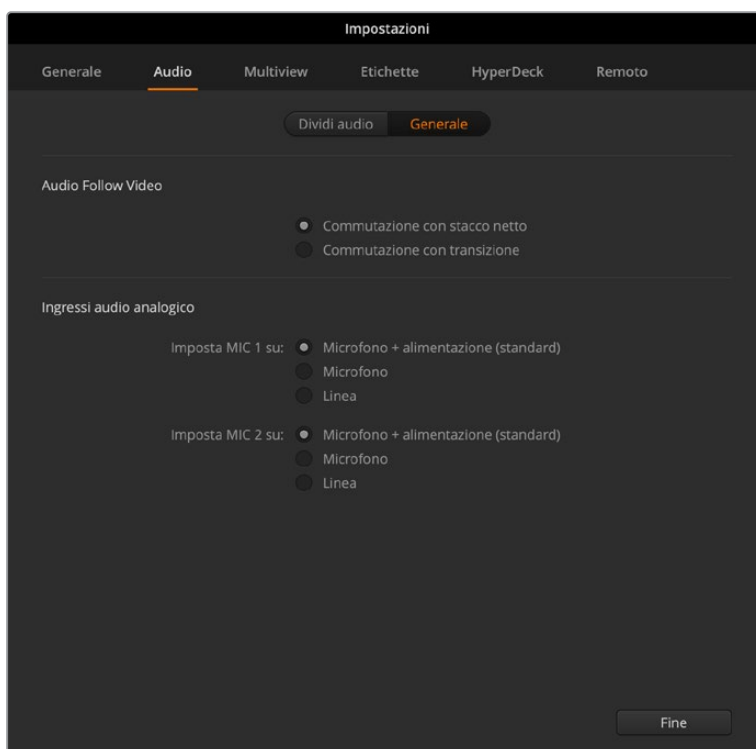 Impostazioni
Generale Audio Multiview Etichette HyperDeck Remoto
Dividi audio Generale
Audio Follow Video
Commutazione con stacco netto
Commutazione con transizione
Ingressi audio analogico
Imposta MIC 1 su: Microfono + alimentazione (standard)
Microfono
Linea
Imposta MIC 2 su: Microfono + alimentazione (standard)
Microfono
Linea
Fine